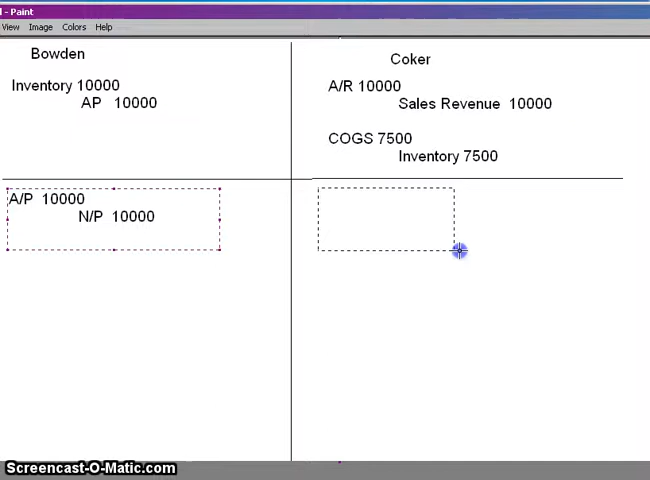 - Paint
View Image Colors Help
Bowden
Inventory 10000
AP 10000
Coker
A/R 10000
Sales Revenue 10000
COGS 7500
Inventory 7500
A/P 10000
N/P 10000
Screencast-O-Matic.com